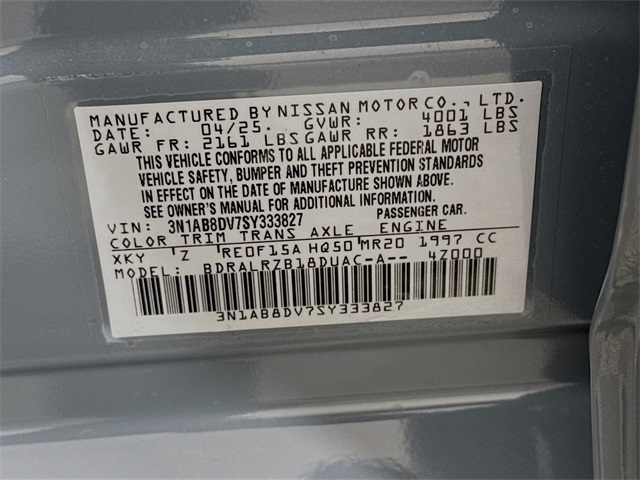 MANUFACTURED BY NISSAN MOTOR CO., LTD.
DATE: 04/25. GVWR: 4001 LBS
GAWR FR: 2161 LBS GAWR RR: 1863 LBS
THIS VEHICLE CONFORMS TO ALL APPLICABLE FEDERAL MOTOR
VEHICLE SAFETY, BUMPER AND THEFT PREVENTION STANDARDS
IN EFFECT ON THE DATE OF MANUFACTURE SHOWN ABOVE.
SEE OWNER'S MANUAL FOR ADDITIONAL INFORMATION.
VIN: 3N1AB8DV7SY333827 PASSENGER CAR.
COLOR TRIM TRANS AXLE ENGINE
XKY Z RE0F15A HQ50 MR20 1997 CC
MODEL: BDRALRZB18DUAC-A-- 4Z000
3N1AB8DV7SY333827